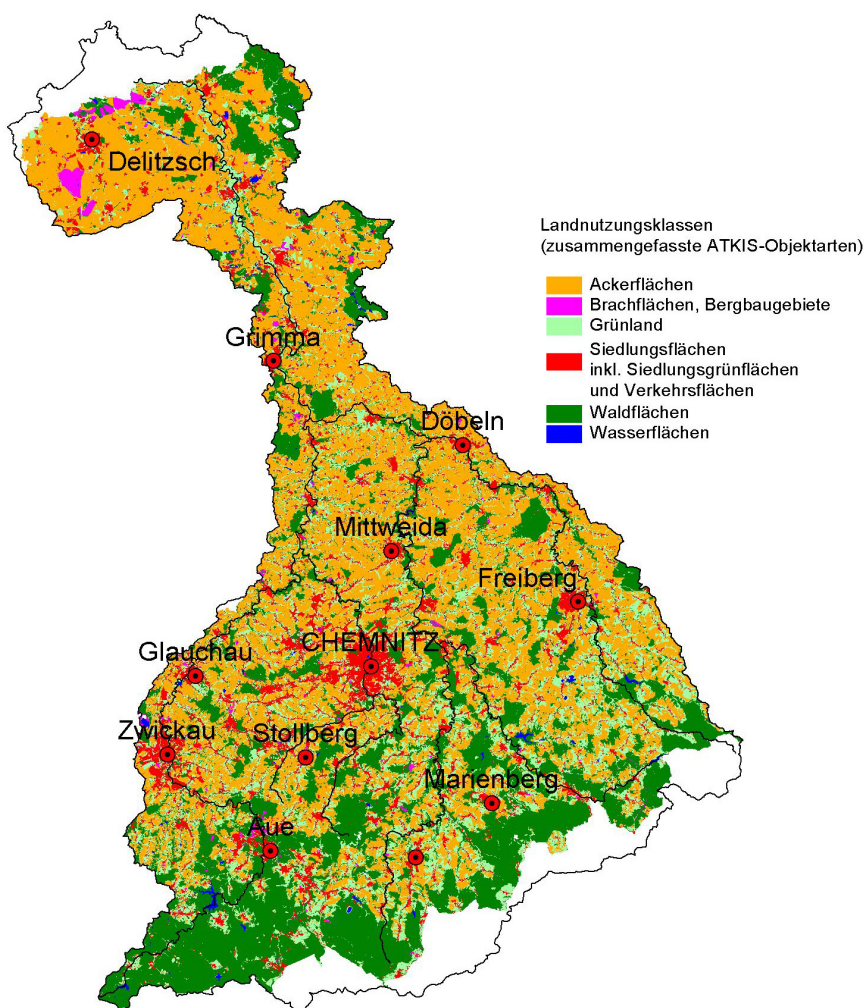 Delitzsch
Landnutzungsklassen
(zusammengefasste ATKIS-Objektarten)
Ackerflächen
Brachflächen, Bergbaugebiete
Grünland
Siedlungsflächen
inkl. Siedlungsgrünflächen
und Verkehrsflächen
Waldflächen
Wasserflächen
Grimma
Döbeln
Mittweida
Freiberg
CHEMNITZ
Glauchau
Zwickau
Stollberg
Marienberg
Aue